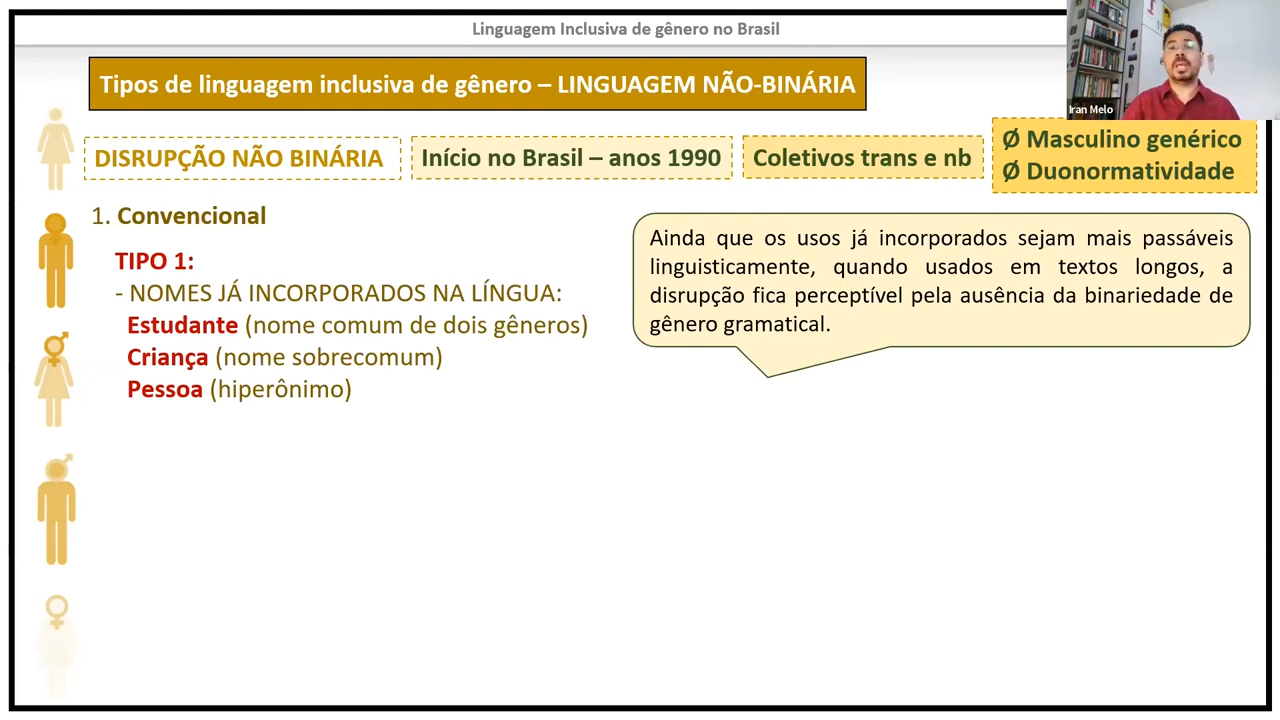 Linguagem Inclusiva de gênero no Brasil
Tipos de linguagem inclusiva de gênero – LINGUAGEM NÃO-BINÁRIA
Iran Melo
DISRUPÇÃO NÃO BINÁRIA
Início no Brasil – anos 1990
Coletivos trans e nb
Ø Masculino genérico
Ø Duonormatividade
1. Convencional
TIPO 1:
- NOMES JÁ INCORPORADOS NA LÍNGUA:
Estudante (nome comum de dois gêneros)
Criança (nome sobrecomum)
Pessoa (hiperônimo)
Ainda que os usos já incorporados sejam mais passáveis
linguisticamente, quando usados em textos longos, a
disrupção fica perceptível pela ausência da binariedade de
gênero gramatical.